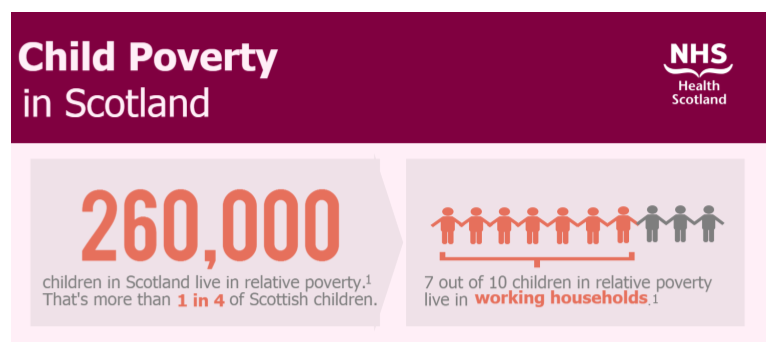 Child Poverty
in Scotland
NHS
Health
Scotland
260,000
children in Scotland live in relative poverty.¹
That's more than 1 in 4 of Scottish children.
7 out of 10 children in relative poverty
live in working households.¹